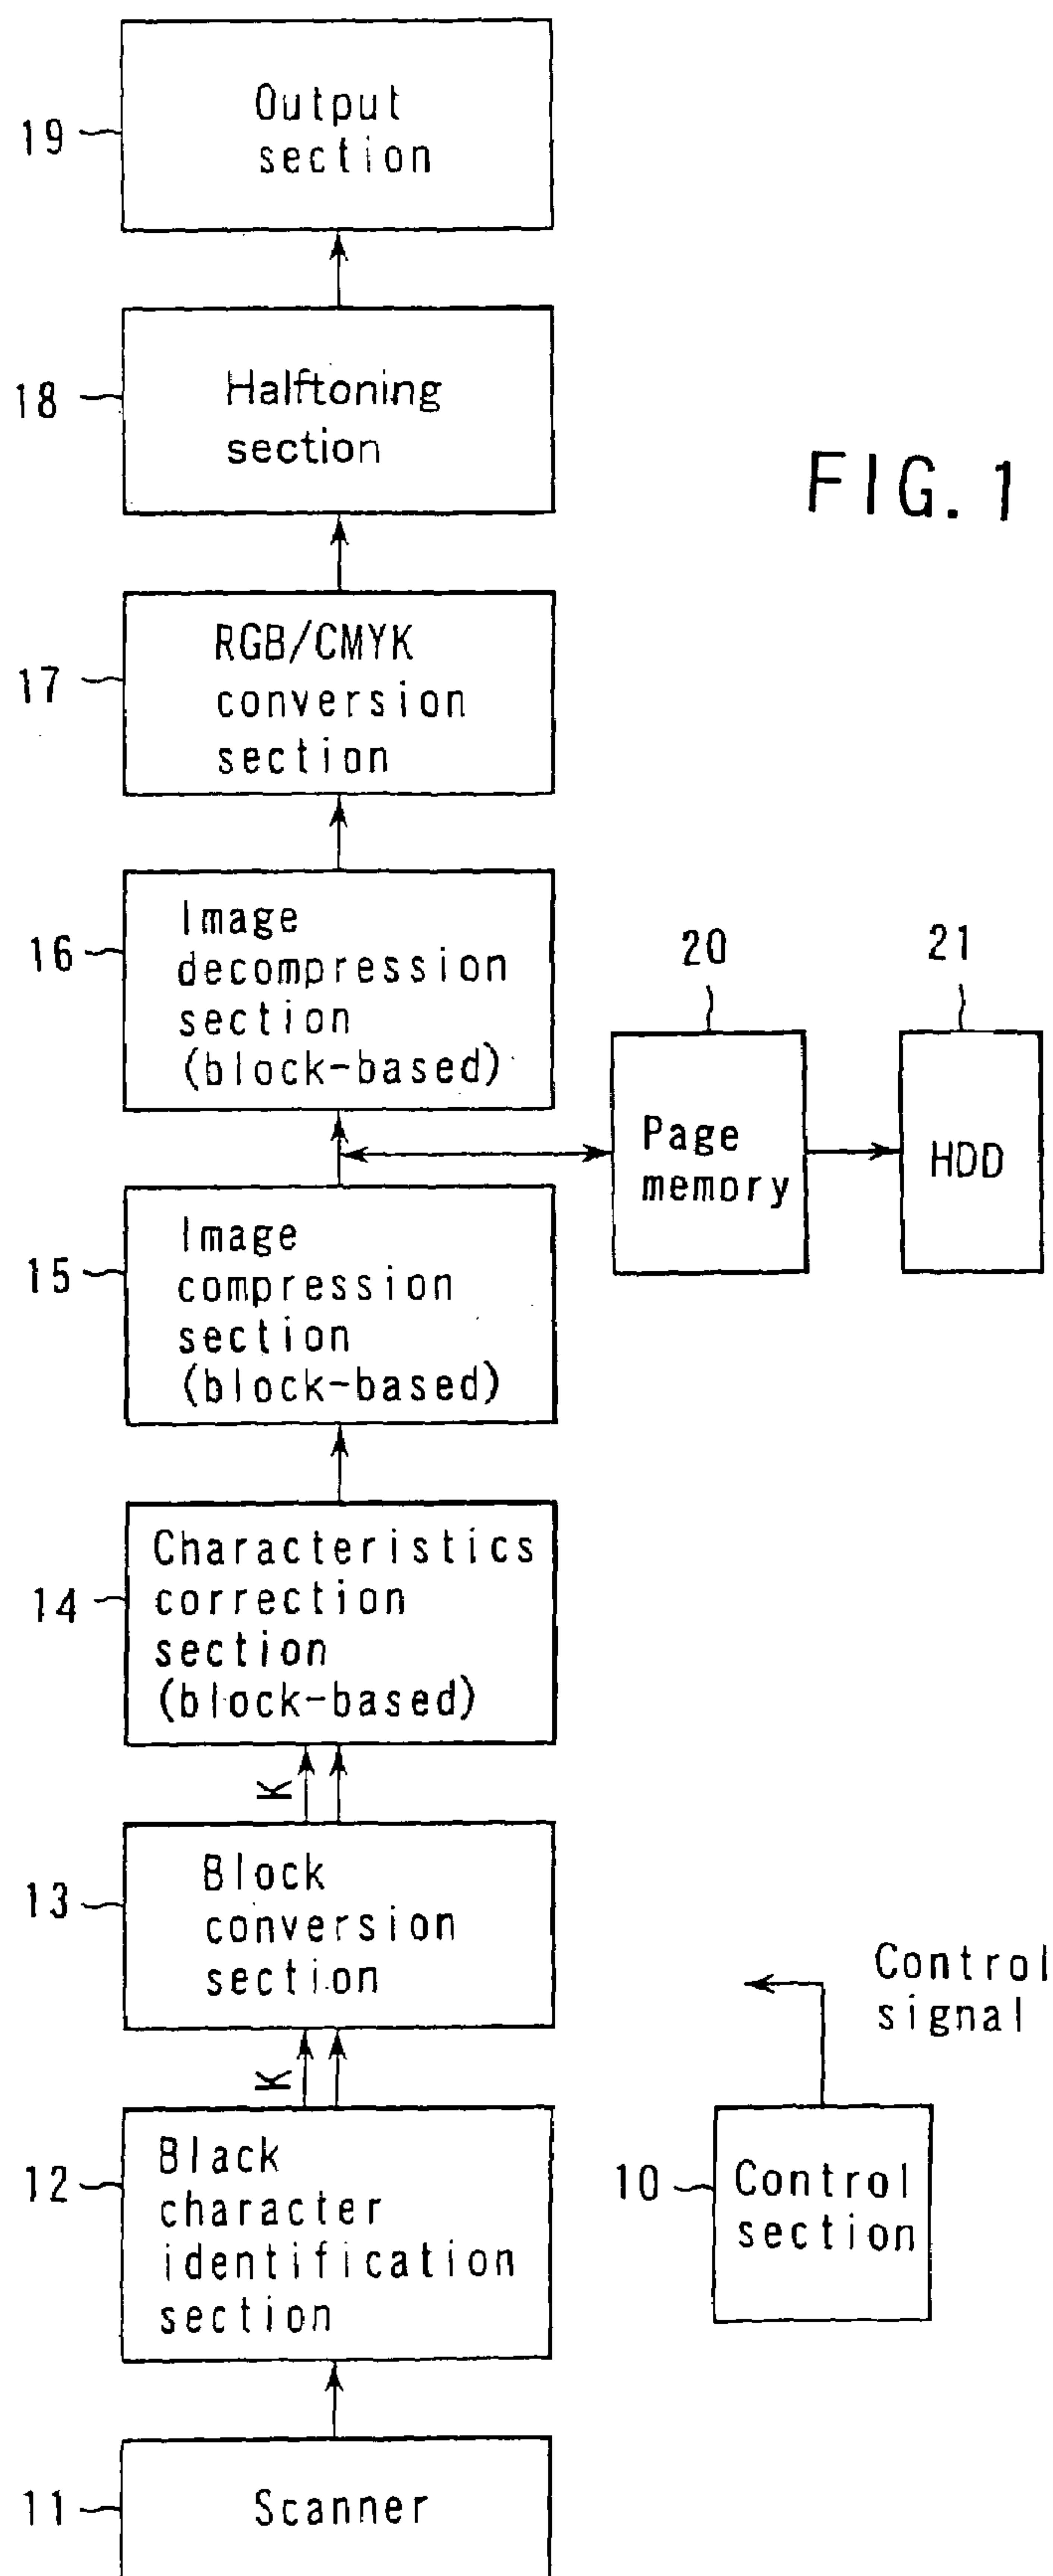 19
Output
section
18
Halftoning
section
FIG. 1
17
RGB/CMYK
conversion
section
16
Image
decompression
section
(block-based)
20
21
Page
memory
HDD
15
Image
compression
section
(block-based)
14
Characteristics
correction
section
(block-based)
K
13
Block
conversion
section
Control
signal
K
12
Black
character
identification
section
10
Control
section
11
Scanner